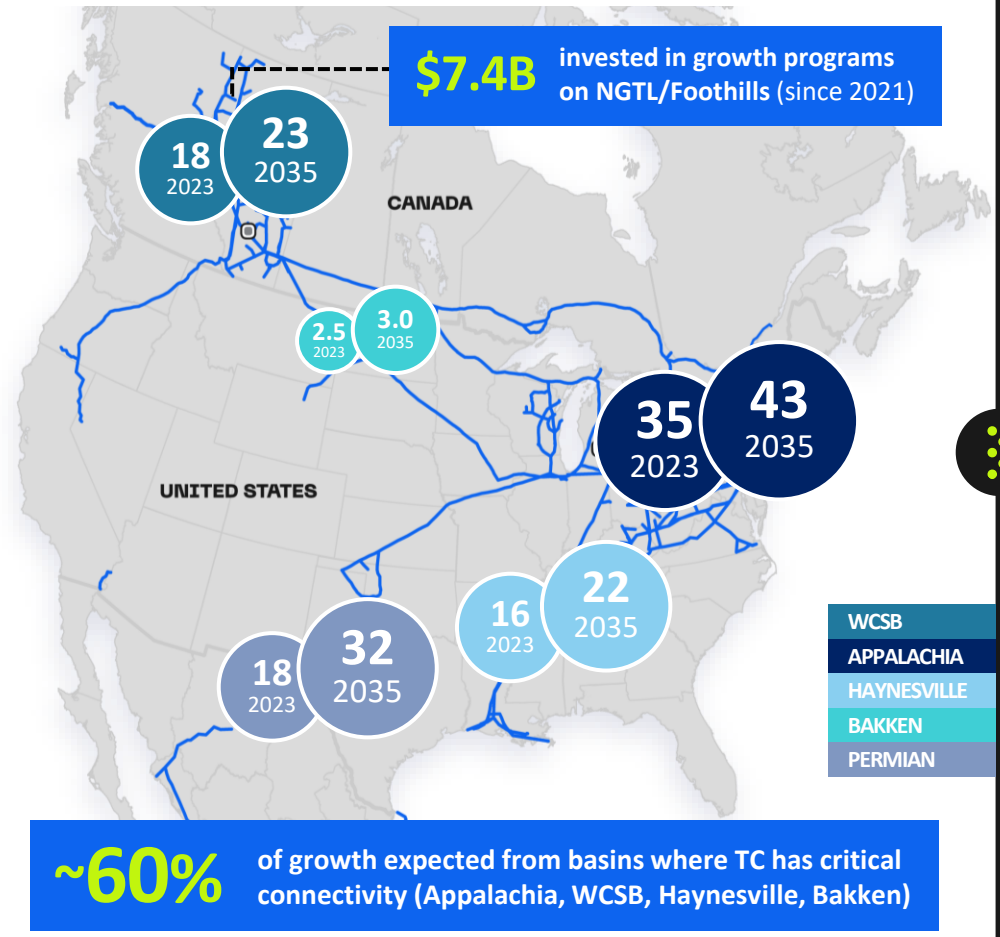 $7.4B
invested in growth programs
on NGTL/Foothills (since 2021)
18
2023
23
2035
CANADA
2.5
2023
3.0
2035
35
2023
43
2035
UNITED STATES
16
2023
22
2035
18
2023
32
2035
WCSB
APPALACHIA
HAYNESVILLE
BAKKEN
PERMIAN
~60%
of growth expected from basins where TC has critical
connectivity (Appalachia, WCSB, Haynesville, Bakken)